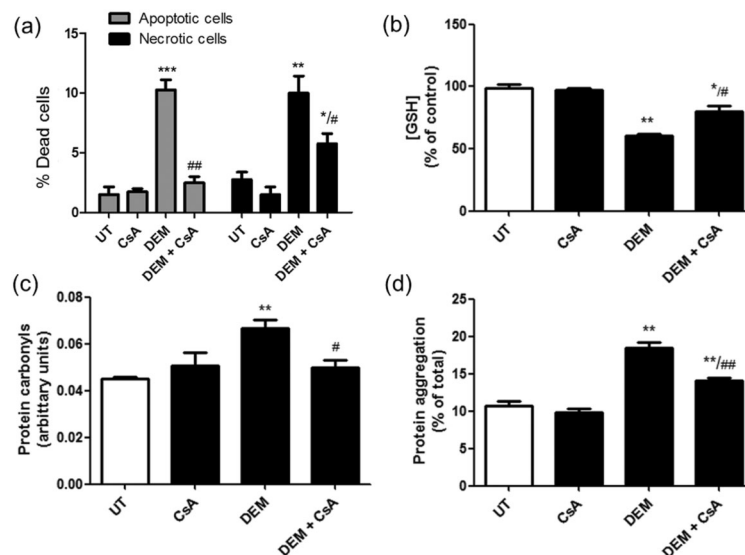 (a)
Apoptotic cells
Necrotic cells
% Dead cells
15
10
5
0
***
##
**
*/#
UT
CsA
DEM
DEM + CsA
UT
CsA
DEM
DEM + CsA
(b)
[GSH]
(% of control)
150
100
50
0
**
*/#
UT
CsA
DEM
DEM + CsA
(c)
Protein carbonyls
(arbittary units)
0.08
0.06
0.04
0.02
0.00
**
#
UT
CsA
DEM
DEM + CsA
(d)
Protein aggregation
(% of total)
25
20
15
10
5
0
**
**/##
UT
CsA
DEM
DEM + CsA